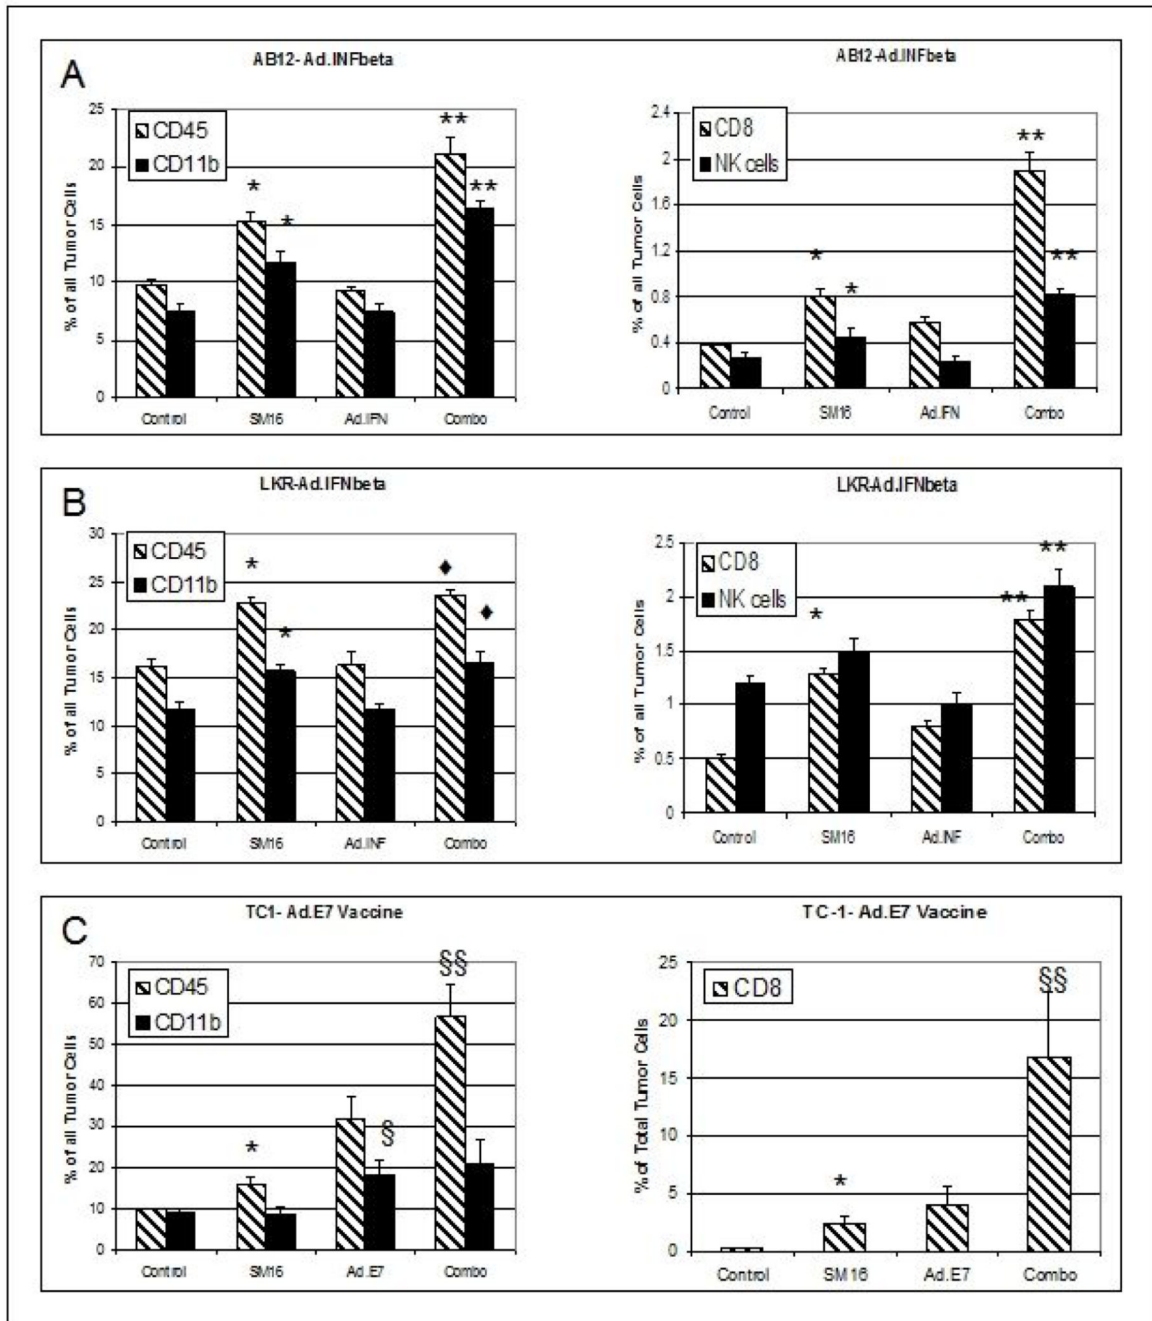 A
AB12- Ad.INFbeta
CD45
CD11b
% of all Tumor Cells
25
20
15
10
5
0
*
*
**
**
Control SM16 Ad.IFN Combo
AB12-Ad.INFbeta
CD8
NK cells
% of all Tumor Cells
2.4
2
1.6
1.2
0.8
0.4
0
*
*
**
**
Control SM16 Ad.IFN Combo
B
LKR-Ad.IFNbeta
CD45
CD11b
% of all Tumor Cells
30
25
20
15
10
5
0
*
*
♦
♦
Control SM16 Ad.INF Combo
LKR-Ad.IFNbeta
CD8
NK cells
% of all Tumor Cells
2.5
2
1.5
1
0.5
0
*
**
**
Control SM16 Ad.INF Combo
C
TC1- Ad.E7 Vaccine
CD45
CD11b
% of all Tumor Cells
70
60
50
40
30
20
10
0
*
§
§§
Control SM16 Ad.E7 Combo
TC-1- Ad.E7 Vaccine
CD8
% of Total Tumor Cells
25
20
15
10
5
0
*
§§
Control SM16 Ad.E7 Combo